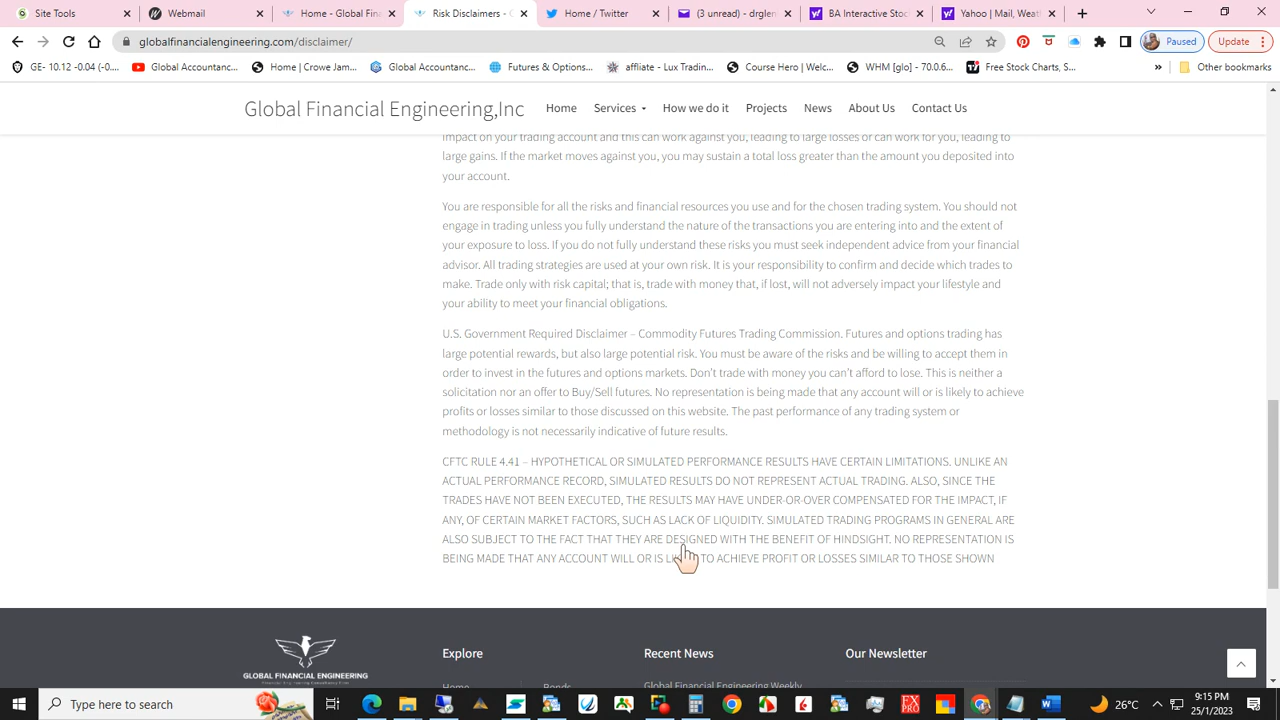 Site Tools -
Webmail
Home - Global Financial En
Risk Disclaimers -
Home / Twitter
(3 unread) - drglen
BA Interactive Stoc
Yahoo | Mail, Weat
globalfinancialengineering.com/disclaimer/
Paused
Update
GE- 10.12 -0.04 (-0....
Global Accountanc...
Home | Crowe Jam...
Global Accountanc...
Futures & Options...
affliate - Lux Tradin...
Course Hero | Welc...
WHM [glo] - 70.0.6...
Free Stock Charts, S...
Other bookmarks
Global Financial Engineering,Inc
Home
Services
How we do it
Projects
News
About Us
Contact Us
impact on your trading account and this can work against you, leading to large losses or can work for you, leading to
large gains. If the market moves against you, you may sustain a total loss greater than the amount you deposited into
your account.
You are responsible for all the risks and financial resources you use and for the chosen trading system. You should not
engage in trading unless you fully understand the nature of the transactions you are entering into and the extent of
your exposure to loss. If you do not fully understand these risks you must seek independent advice from your financial
advisor. All trading strategies are used at your own risk. It is your responsibility to confirm and decide which trades to
make. Trade only with risk capital; that is, trade with money that, if lost, will not adversely impact your lifestyle and
your ability to meet your financial obligations.
U.S. Government Required Disclaimer – Commodity Futures Trading Commission. Futures and options trading has
large potential rewards, but also large potential risk. You must be aware of the risks and be willing to accept them in
order to invest in the futures and options markets. Don't trade with money you can't afford to lose. This is neither a
solicitation nor an offer to Buy/Sell futures. No representation is being made that any account will or is likely to achieve
profits or losses similar to those discussed on this website. The past performance of any trading system or
methodology is not necessarily indicative of future results.
CFTC RULE 4.41 – HYPOTHETICAL OR SIMULATED PERFORMANCE RESULTS HAVE CERTAIN LIMITATIONS. UNLIKE AN
ACTUAL PERFORMANCE RECORD, SIMULATED RESULTS DO NOT REPRESENT ACTUAL TRADING. ALSO, SINCE THE
TRADES HAVE NOT BEEN EXECUTED, THE RESULTS MAY HAVE UNDER-OR-OVER COMPENSATED FOR THE IMPACT, IF
ANY, OF CERTAIN MARKET FACTORS, SUCH AS LACK OF LIQUIDITY. SIMULATED TRADING PROGRAMS IN GENERAL ARE
ALSO SUBJECT TO THE FACT THAT THEY ARE DESIGNED WITH THE BENEFIT OF HINDSIGHT. NO REPRESENTATION IS
BEING MADE THAT ANY ACCOUNT WILL OR IS TO ACHIEVE PROFIT OR LOSSES SIMILAR TO THOSE SHOWN
GLOBAL FINANCIAL ENGINEERING
Explore
Recent News
Our Newsletter
Home
Bonds
Global Financial Engineering Weekly
Type here to search
26°C
9:15 PM
25/1/2023